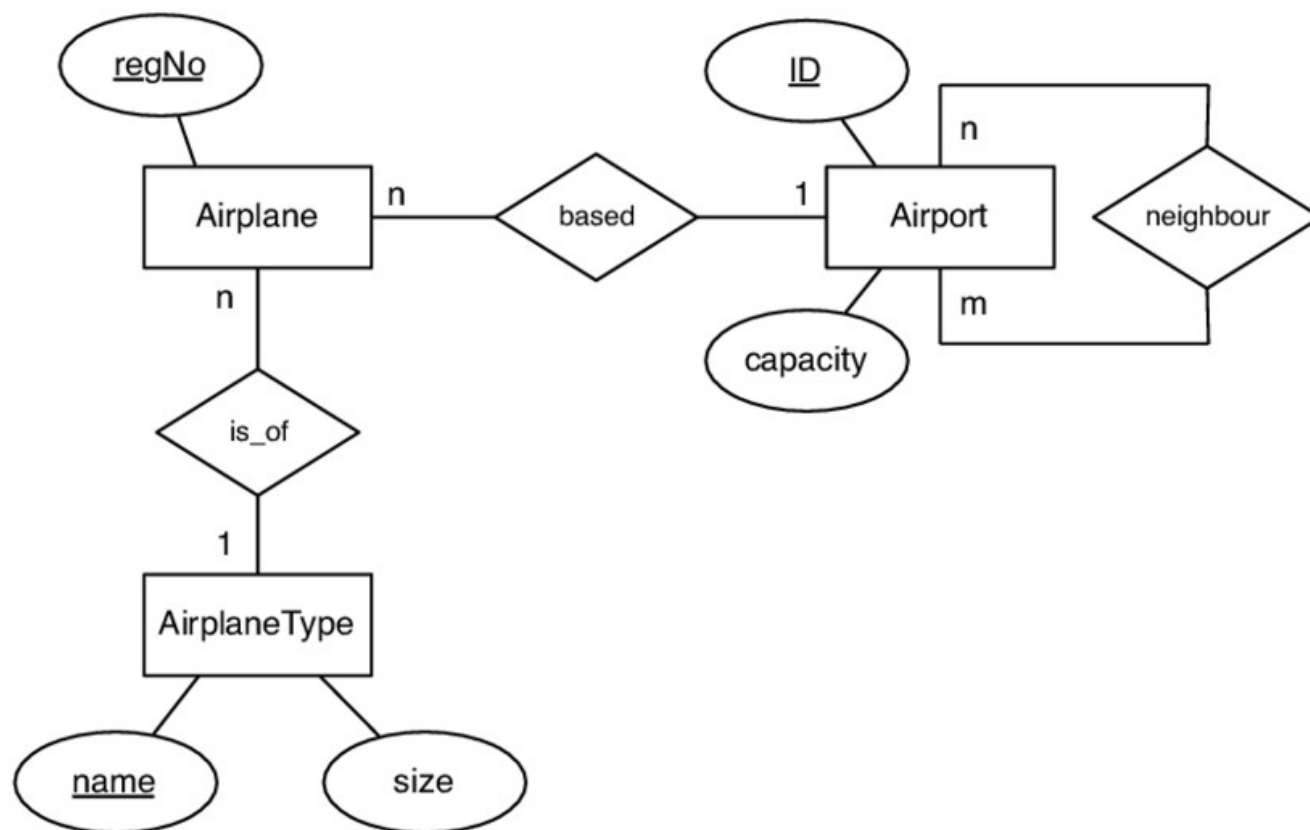 regNo
ID
n
Airplane
n
based
1
Airport
neighbour
n
m
capacity
is_of
1
AirplaneType
name
size